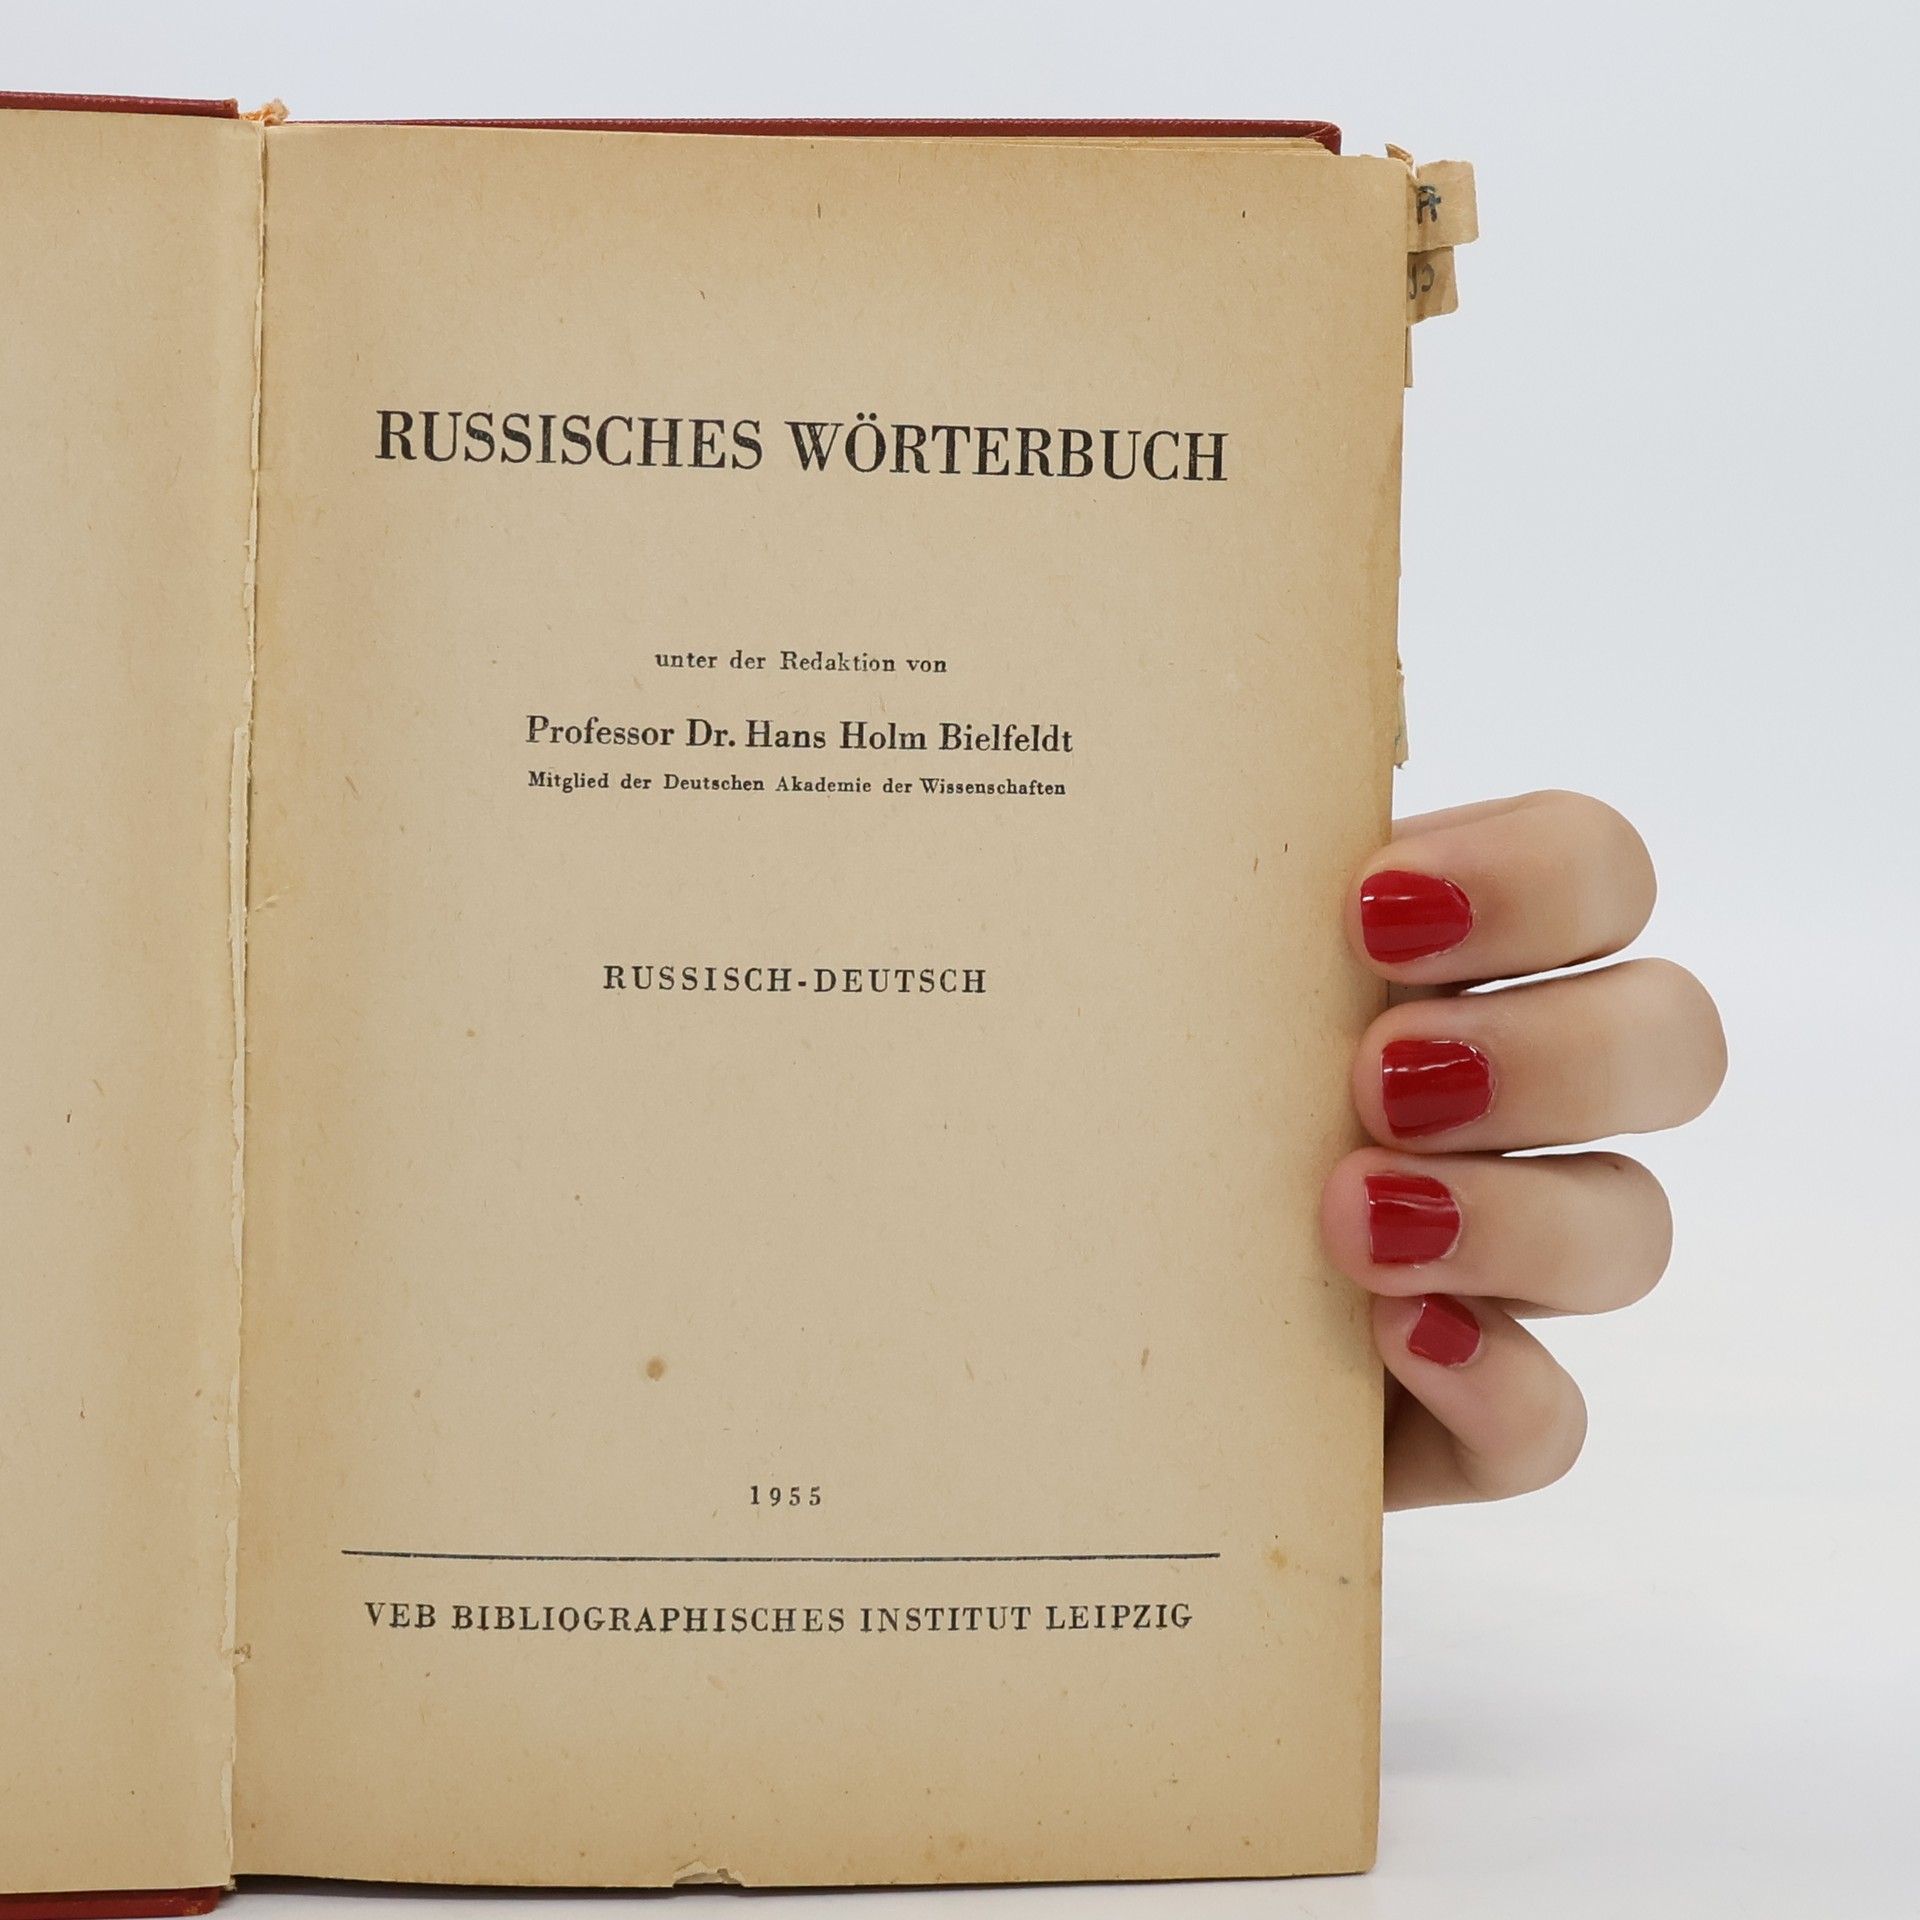 RUSSISCHES WÖRTERBUCH
unter der Redaktion von
Professor Dr. Hans Holm Bielfeldt
Mitglied der Deutschen Akademie der Wissenschaften
RUSSISCH-DEUTSCH
1955
VEB BIBLIOGRAPHISCHES INSTITUT LEIPZIG